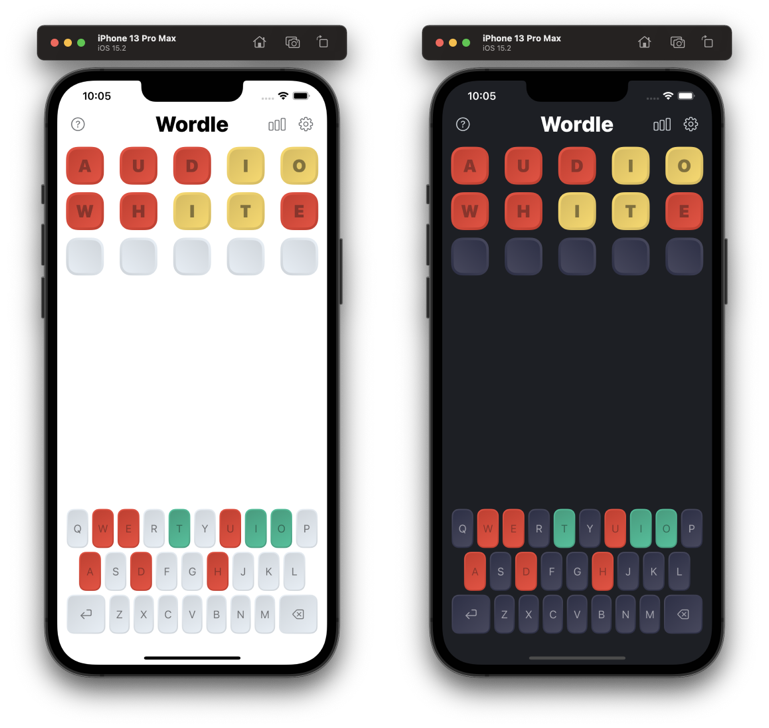 iPhone 13 Pro Max
iOS 15.2
10:05
Wordle
A U D I O
W H I T E
Q W E R T Y U I O P
A S D F G H J K L
Z X C V B N M
iPhone 13 Pro Max
iOS 15.2
10:05
Wordle
A U D I O
W H I T E
Q W E R T Y U I O P
A S D F G H J K L
Z X C V B N M